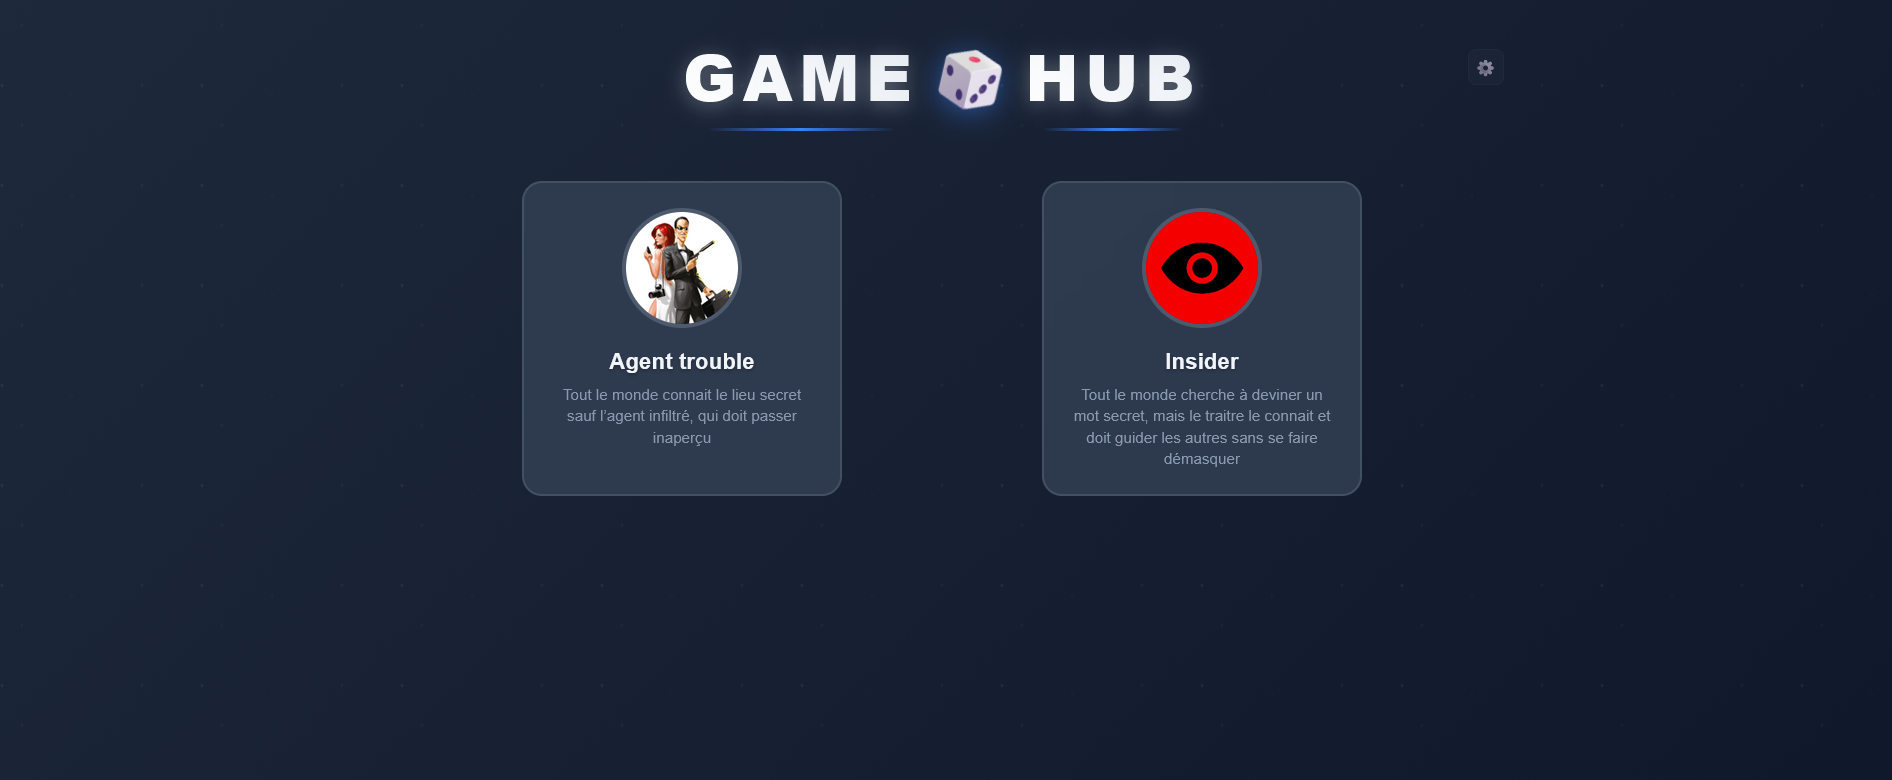 GAME HUB
Agent trouble
Tout le monde connait le lieu secret
sauf l’agent infiltré, qui doit passer
inaperçu
Insider
Tout le monde cherche à deviner un
mot secret, mais le traitre le connait et
doit guider les autres sans se faire
démasquer